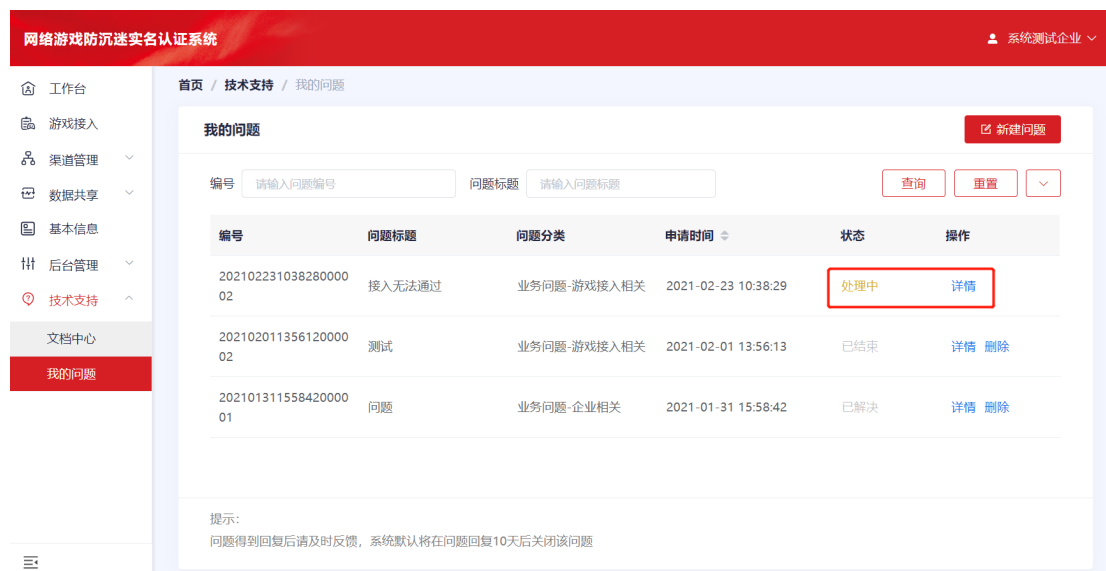 网络游戏防沉迷实名认证系统
系统测试企业
工作台
游戏接入
渠道管理
数据共享
基本信息
后台管理
技术支持
文档中心
我的问题
首页 / 技术支持 / 我的问题
我的问题
新建问题
编号 请输入问题编号 问题标题 请输入问题标题 查询 重置
编号 问题标题 问题分类 申请时间 状态 操作
202102231038280000
02
接入无法通过 业务问题-游戏接入相关 2021-02-23 10:38:29 处理中 详情
202102011356120000
02
测试 业务问题-游戏接入相关 2021-02-01 13:56:13 已结束 详情 删除
202101311558420000
01
问题 业务问题-企业相关 2021-01-31 15:58:42 已解决 详情 删除
提示:
问题得到回复后请及时反馈，系统默认将在问题回复10天后关闭该问题